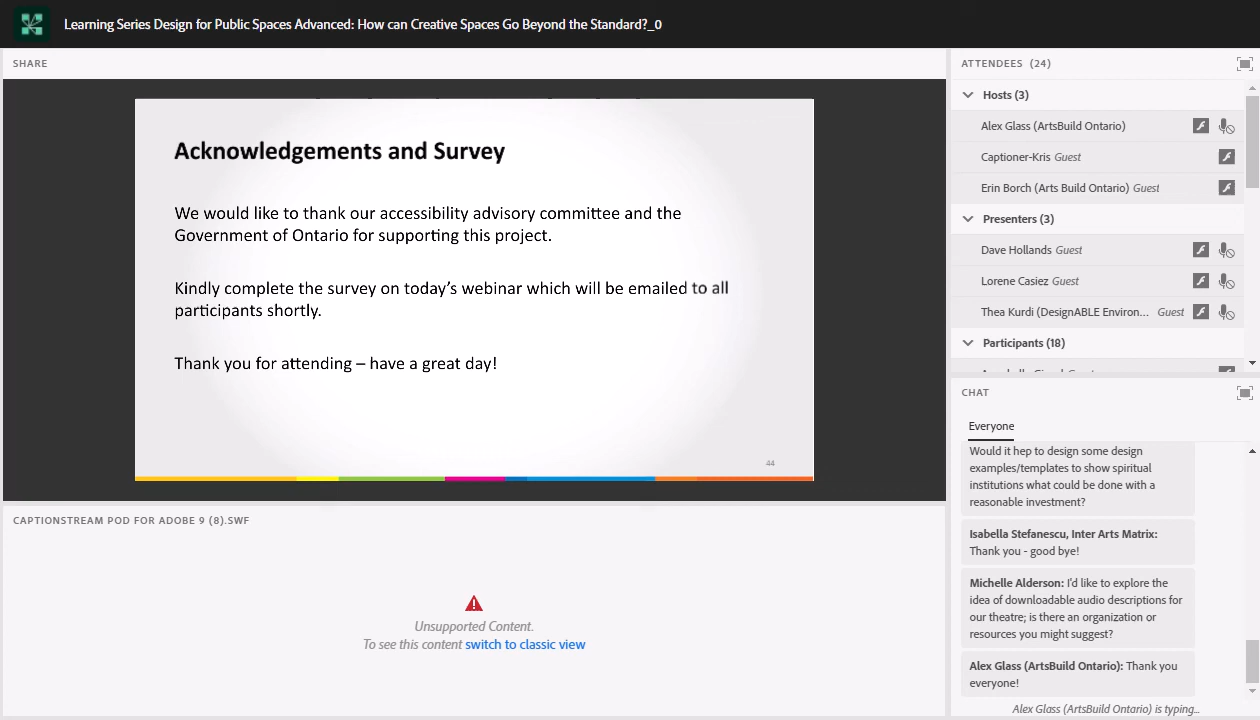 Learning Series Design for Public Spaces Advanced: How can Creative Spaces Go Beyond the Standard?_0
SHARE
Acknowledgements and Survey
We would like to thank our accessibility advisory committee and the
Government of Ontario for supporting this project.
Kindly complete the survey on today's webinar which will be emailed to all
participants shortly.
Thank you for attending – have a great day!
44
CAPTIONSTREAM POD FOR ADOBE 9 (8).SWF
Unsupported Content.
To see this content switch to classic view
ATTENDEES (24)
Hosts (3)
Alex Glass (ArtsBuild Ontario)
Captioner-Kris Guest
Erin Borch (Arts Build Ontario) Guest
Presenters (3)
Dave Hollands Guest
Lorene Casiez Guest
Thea Kurdi (DesignABLE Environ... Guest
Participants (18)
CHAT
Everyone
Would it hep to design some design
examples/templates to show spiritual
institutions what could be done with a
reasonable investment?
Isabella Stefanescu, Inter Arts Matrix:
Thank you - good bye!
Michelle Alderson: I'd like to explore the
idea of downloadable audio descriptions for
our theatre; is there an organization or
resources you might suggest?
Alex Glass (ArtsBuild Ontario): Thank you
everyone!
Alex Glass (ArtsBuild Ontario) is typing...